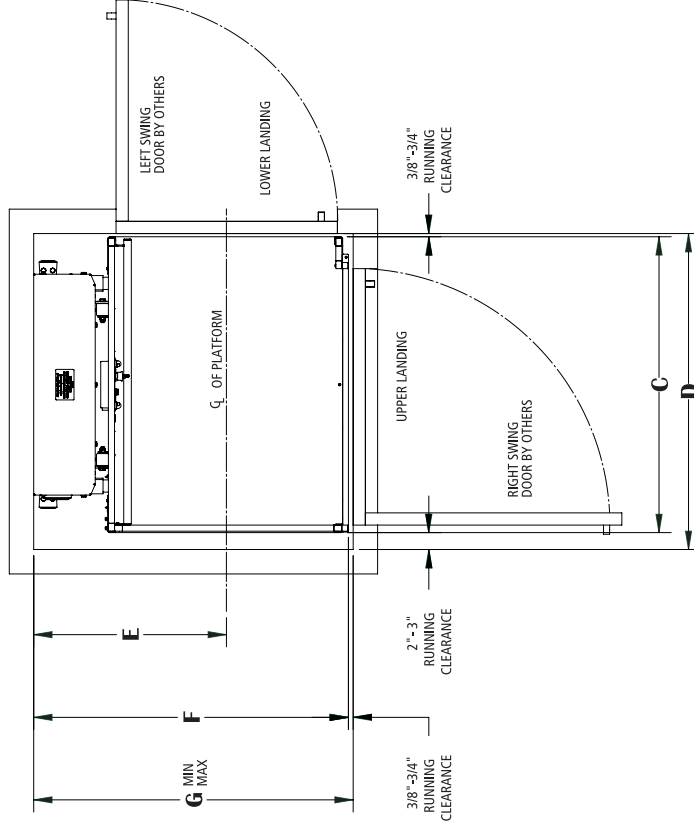 LEFT SWING
DOOR BY OTHERS
LOWER LANDING
3/8"-3/4"
RUNNING
CLEARANCE
℄ OF PLATFORM
UPPER LANDING
RIGHT SWING
DOOR BY OTHERS
C
D
E
F
G MIN
MAX
2"-3"
RUNNING
CLEARANCE
3/8"-3/4"
RUNNING
CLEARANCE